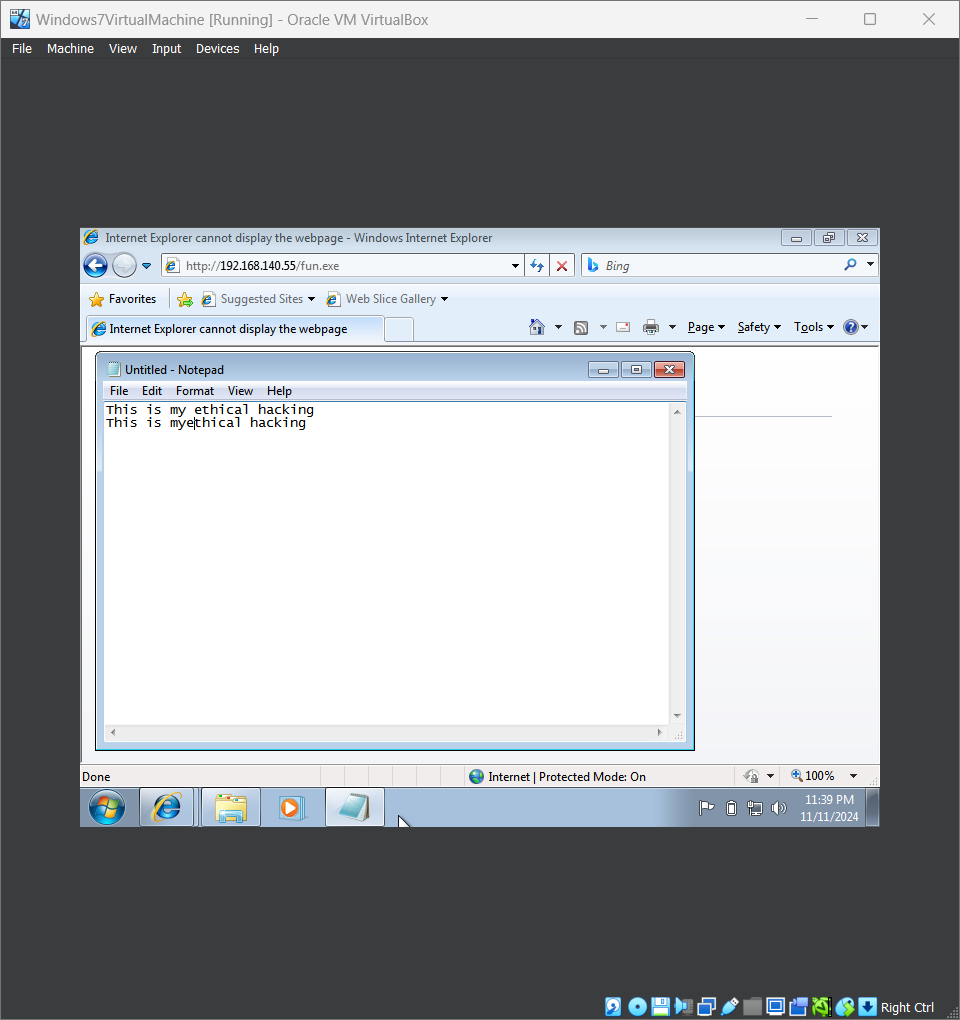 Windows7VirtualMachine [Running] - Oracle VM VirtualBox
File Machine View Input Devices Help
Internet Explorer cannot display the webpage - Windows Internet Explorer
http://192.168.140.55/fun.exe
Bing
Favorites Suggested Sites Web Slice Gallery
Internet Explorer cannot display the webpage
Page Safety Tools
Untitled - Notepad
File Edit Format View Help
This is my ethical hacking
This is myethical hacking
Done Internet | Protected Mode: On 100%
11:39 PM
11/11/2024
Right Ctrl